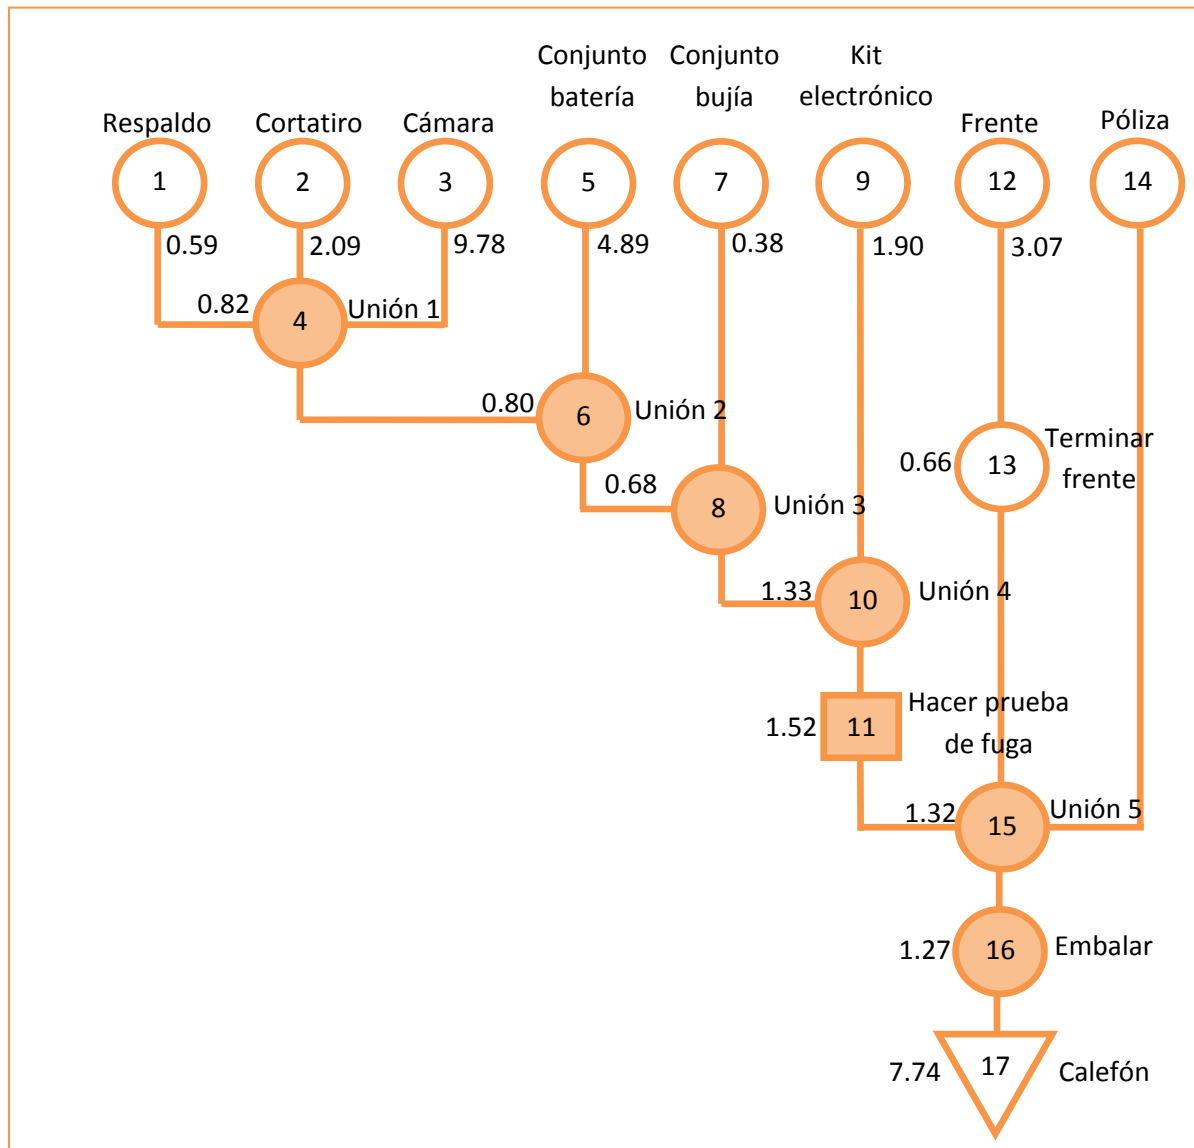 Conjunto
batería
Conjunto
bujía
Kit
electrónico
Respaldo
Cortatiro
Cámara
Frente
Póliza
1
2
3
5
7
9
12
14
0.59
2.09
9.78
4.89
0.38
1.90
3.07
0.82
4
Unión 1
0.80
6
Unión 2
0.66
13
Terminar
frente
0.68
8
Unión 3
1.33
10
Unión 4
1.52
11
Hacer prueba
de fuga
1.32
15
Unión 5
1.27
16
Embalar
7.74
17
Calefón